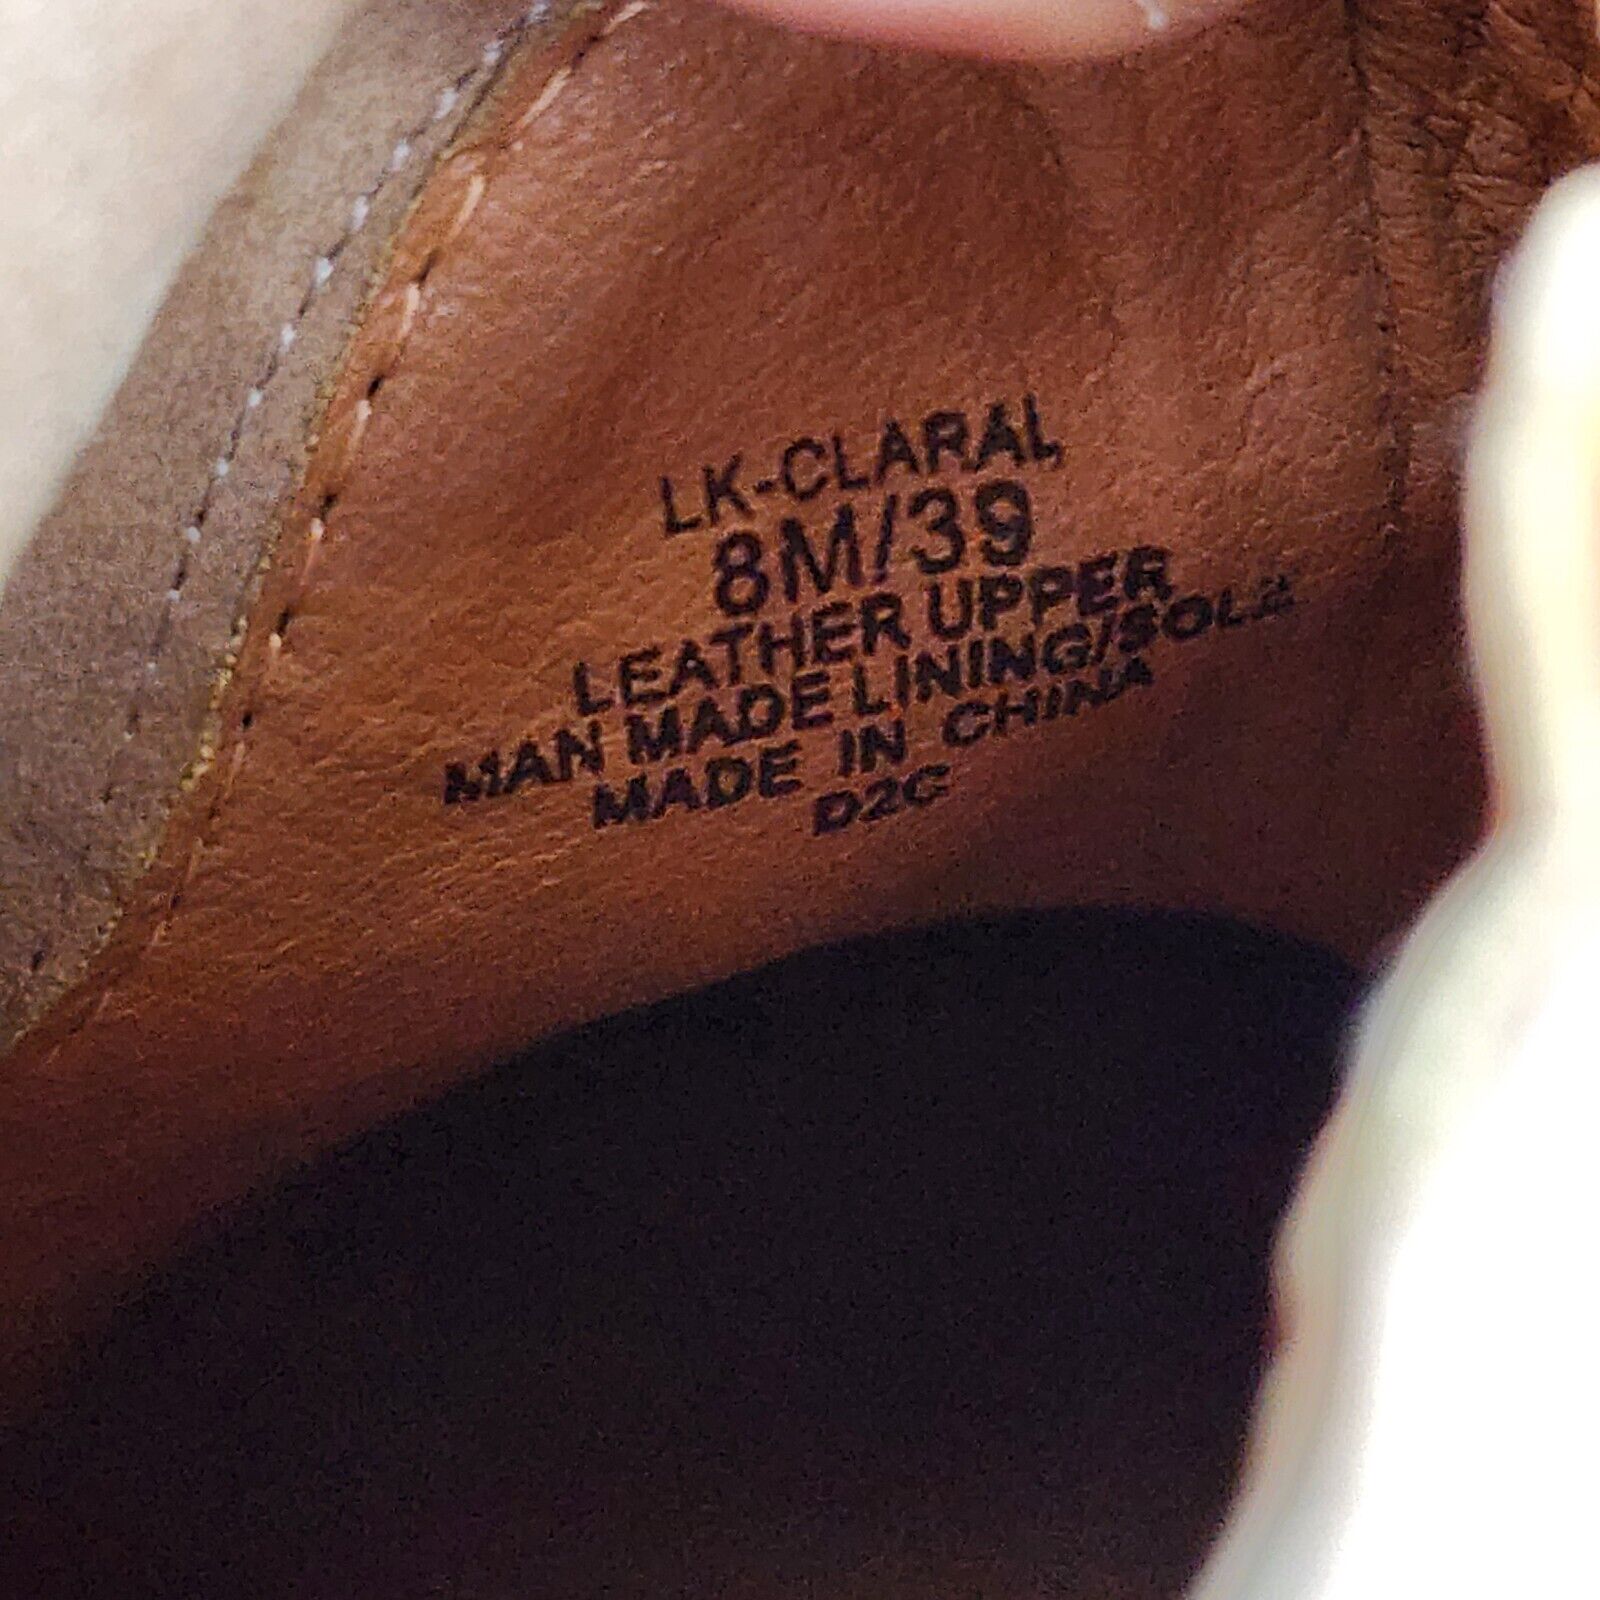 LK-CLARAL
8M/39
LEATHER UPPER
MAN MADE LINING/SOLE
MADE IN CHINA
D2C